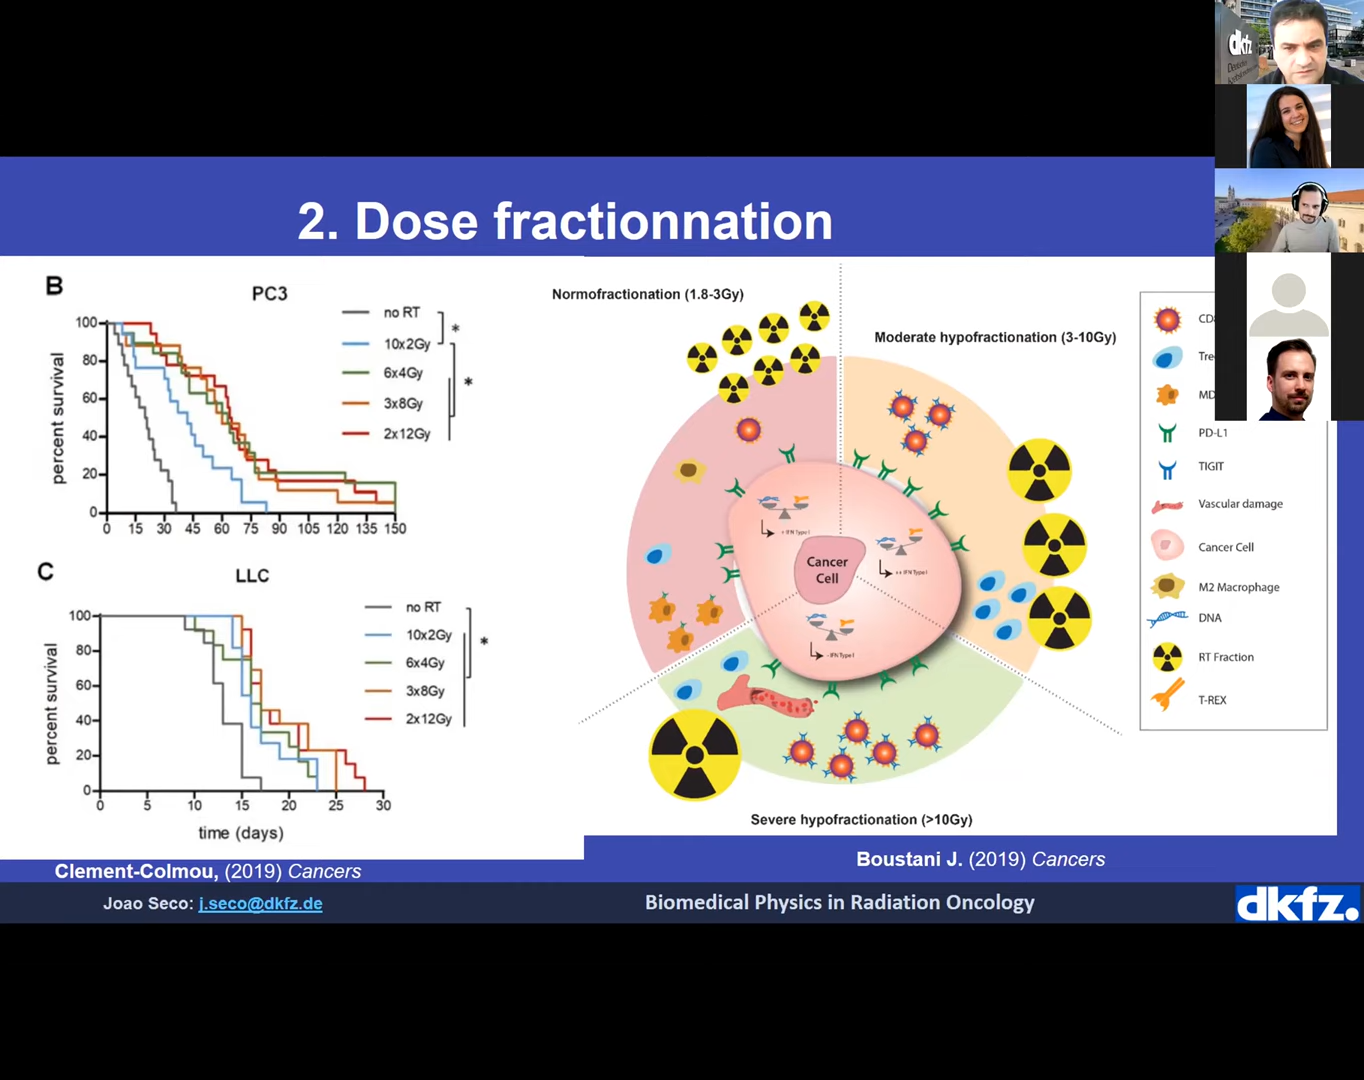 2. Dose fractionnation
B
PC3
percent survival
100
80
60
40
20
0
0 15 30 45 60 75 90 105 120 135 150
no RT
10x2Gy
6x4Gy
3x8Gy
2x12Gy
*
*
C
LLC
percent survival
100
80
60
40
20
0
0 5 10 15 20 25 30
time (days)
no RT
10x2Gy
6x4Gy
3x8Gy
2x12Gy
*
Clement-Colmou, (2019) Cancers
Normofractionation (1.8-3Gy)
Moderate hypofractionation (3-10Gy)
+ IFN Type I
++ IFN Type I
- IFN Type I
Cancer
Cell
Severe hypofractionation (>10Gy)
PD-L1
TIGIT
Vascular damage
Cancer Cell
M2 Macrophage
DNA
RT Fraction
T-REX
Boustani J. (2019) Cancers
Joao Seco: j.seco@dkfz.de
Biomedical Physics in Radiation Oncology
dkfz.
dkfz